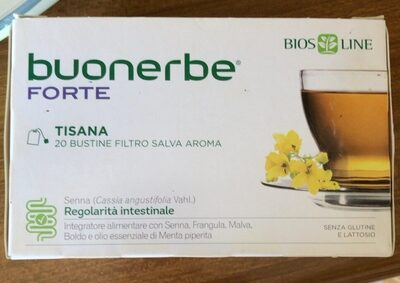 BIOS LINE
buonerbe®
FORTE
TISANA
20 BUSTINE FILTRO SALVA AROMA
Senna (Cassia angustifolia Vahl.)
Regolarità intestinale
Integratore alimentare con Senna, Frangula, Malva,
Boldo e olio essenziale di Menta piperita
SENZA GLUTINE
E LATTOSIO